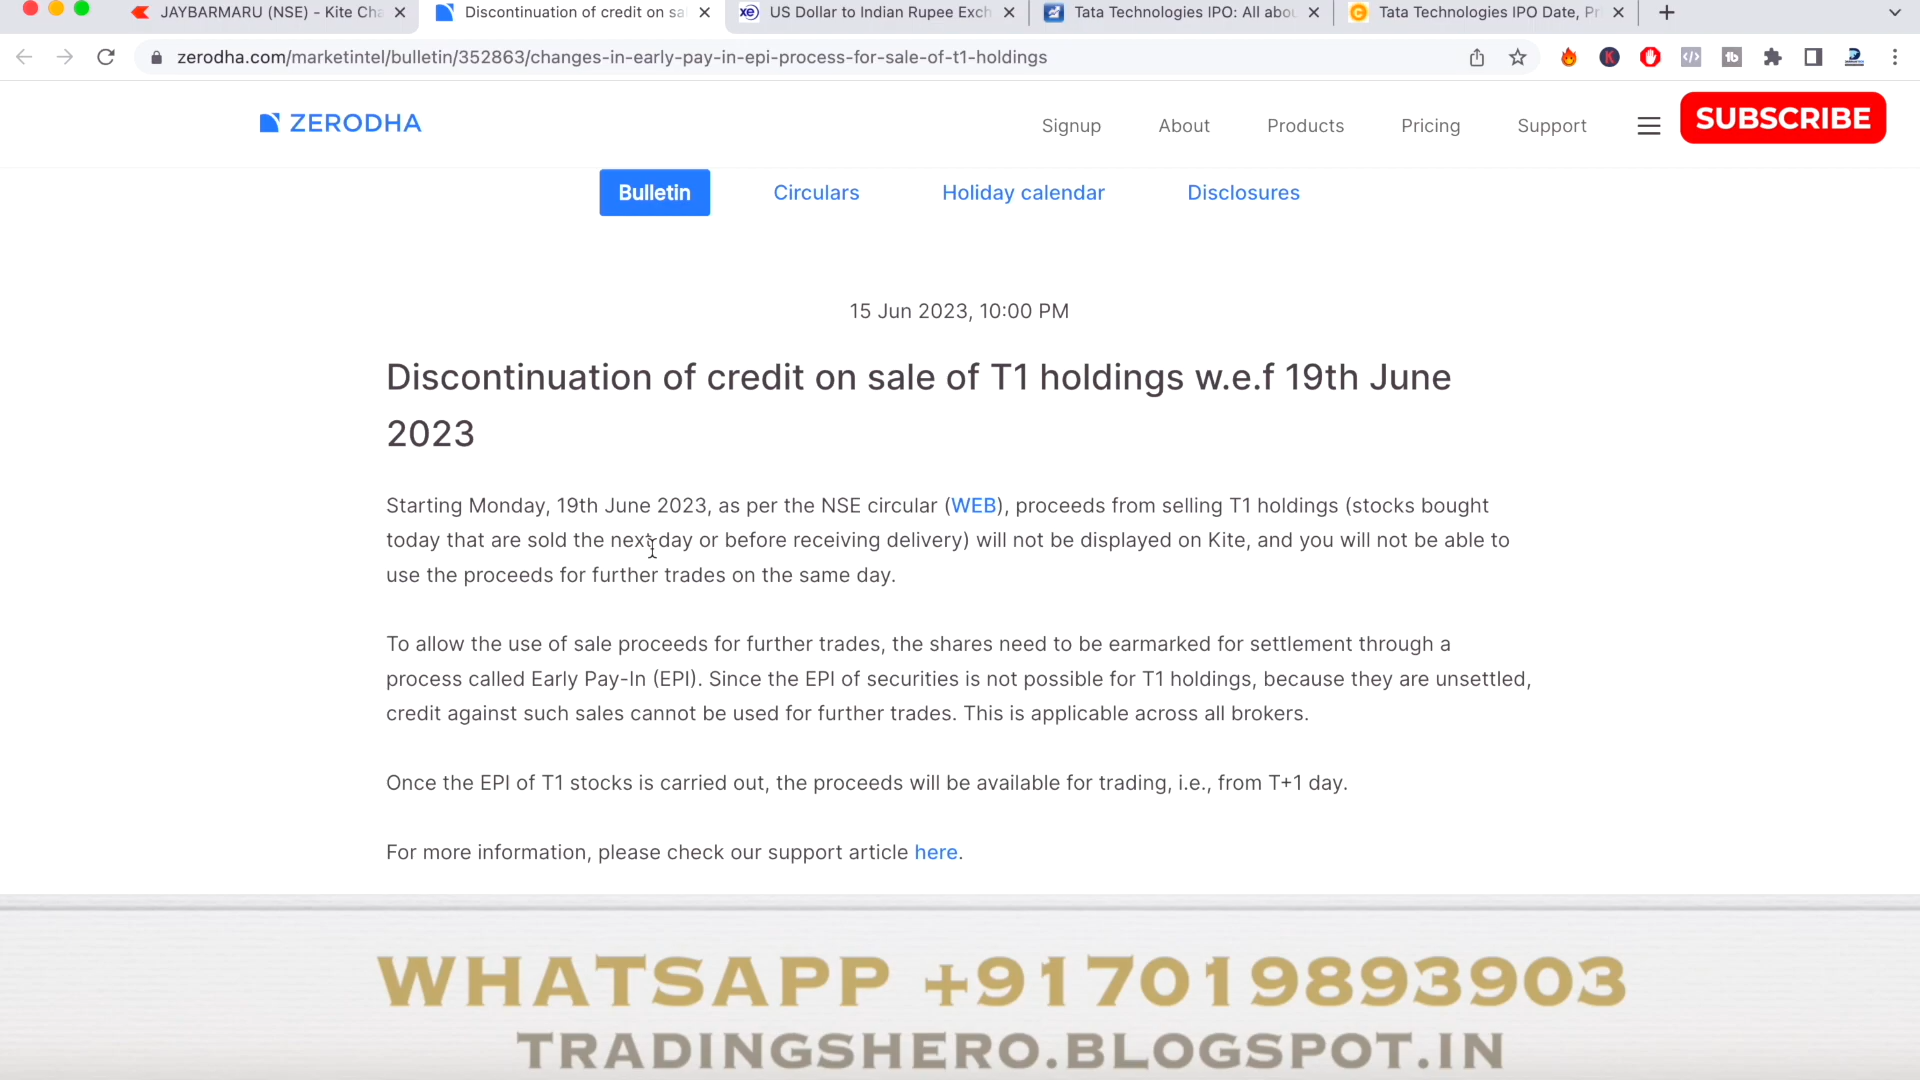 JAYBARMARU (NSE) - Kite Cha
Discontinuation of credit on sa
US Dollar to Indian Rupee Exch
Tata Technologies IPO: All abou
Tata Technologies IPO Date, Pri
zerodha.com/marketintel/bulletin/352863/changes-in-early-pay-in-epi-process-for-sale-of-t1-holdings
ZERODHA
Signup
About
Products
Pricing
Support
SUBSCRIBE
Bulletin
Circulars
Holiday calendar
Disclosures
15 Jun 2023, 10:00 PM
Discontinuation of credit on sale of T1 holdings w.e.f 19th June
2023
Starting Monday, 19th June 2023, as per the NSE circular (WEB), proceeds from selling T1 holdings (stocks bought
today that are sold the next day or before receiving delivery) will not be displayed on Kite, and you will not be able to
use the proceeds for further trades on the same day.
To allow the use of sale proceeds for further trades, the shares need to be earmarked for settlement through a
process called Early Pay-In (EPI). Since the EPI of securities is not possible for T1 holdings, because they are unsettled,
credit against such sales cannot be used for further trades. This is applicable across all brokers.
Once the EPI of T1 stocks is carried out, the proceeds will be available for trading, i.e., from T+1 day.
For more information, please check our support article here.
WHATSAPP +917019893903
TRADINGSHERO.BLOGSPOT.IN